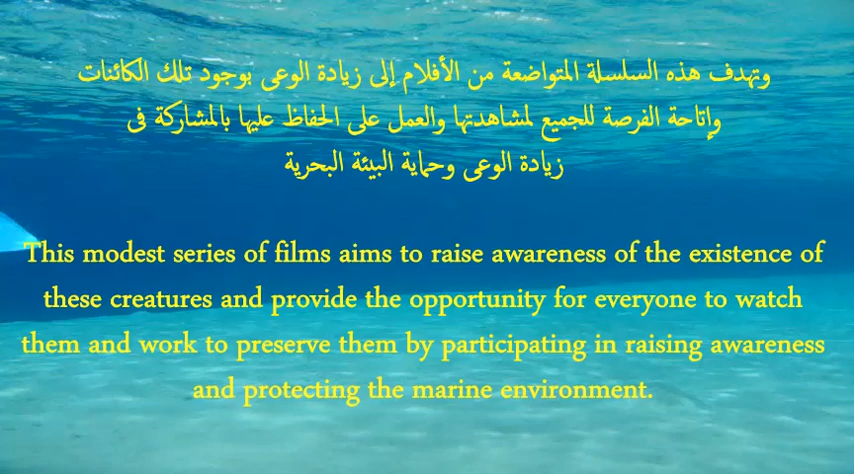 وتهدف هذه السلسلة المتواضعة من الأفلام إلى زيادة الوعى بوجود تلك الكائنات
وإتاحة الفرصة للجميع لمشاهدتها والعمل على الحفاظ عليها بالمشاركة فى
زيادة الوعى وحماية البيئة البحرية
This modest series of films aims to raise awareness of the existence of
these creatures and provide the opportunity for everyone to watch
them and work to preserve them by participating in raising awareness
and protecting the marine environment.